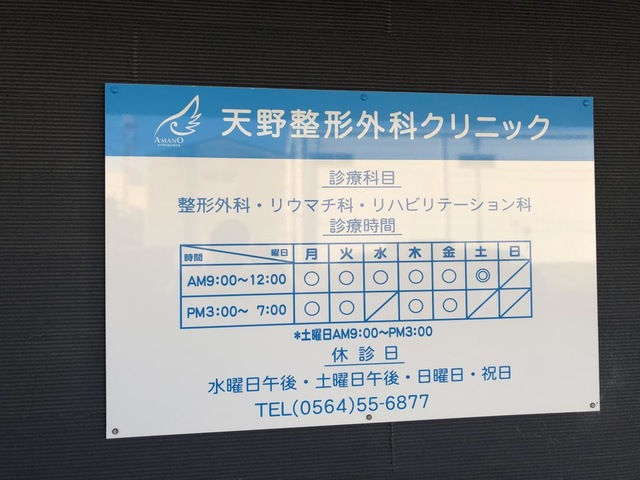 天野整形外科クリニック
AMANO
診療科目
整形外科・リウマチ科・リハビリテーション科
診療時間
時間 曜日 月 火 水 木 金 土 日
AM9:00〜12:00 ○ ○ ○ ○ ○ ◎ ／
PM3:00〜 7:00 ○ ○ ／ ○ ○ ／ ／
*土曜日AM9:00〜PM3:00
休診日
水曜日午後・土曜日午後・日曜日・祝日
TEL(0564)55-6877